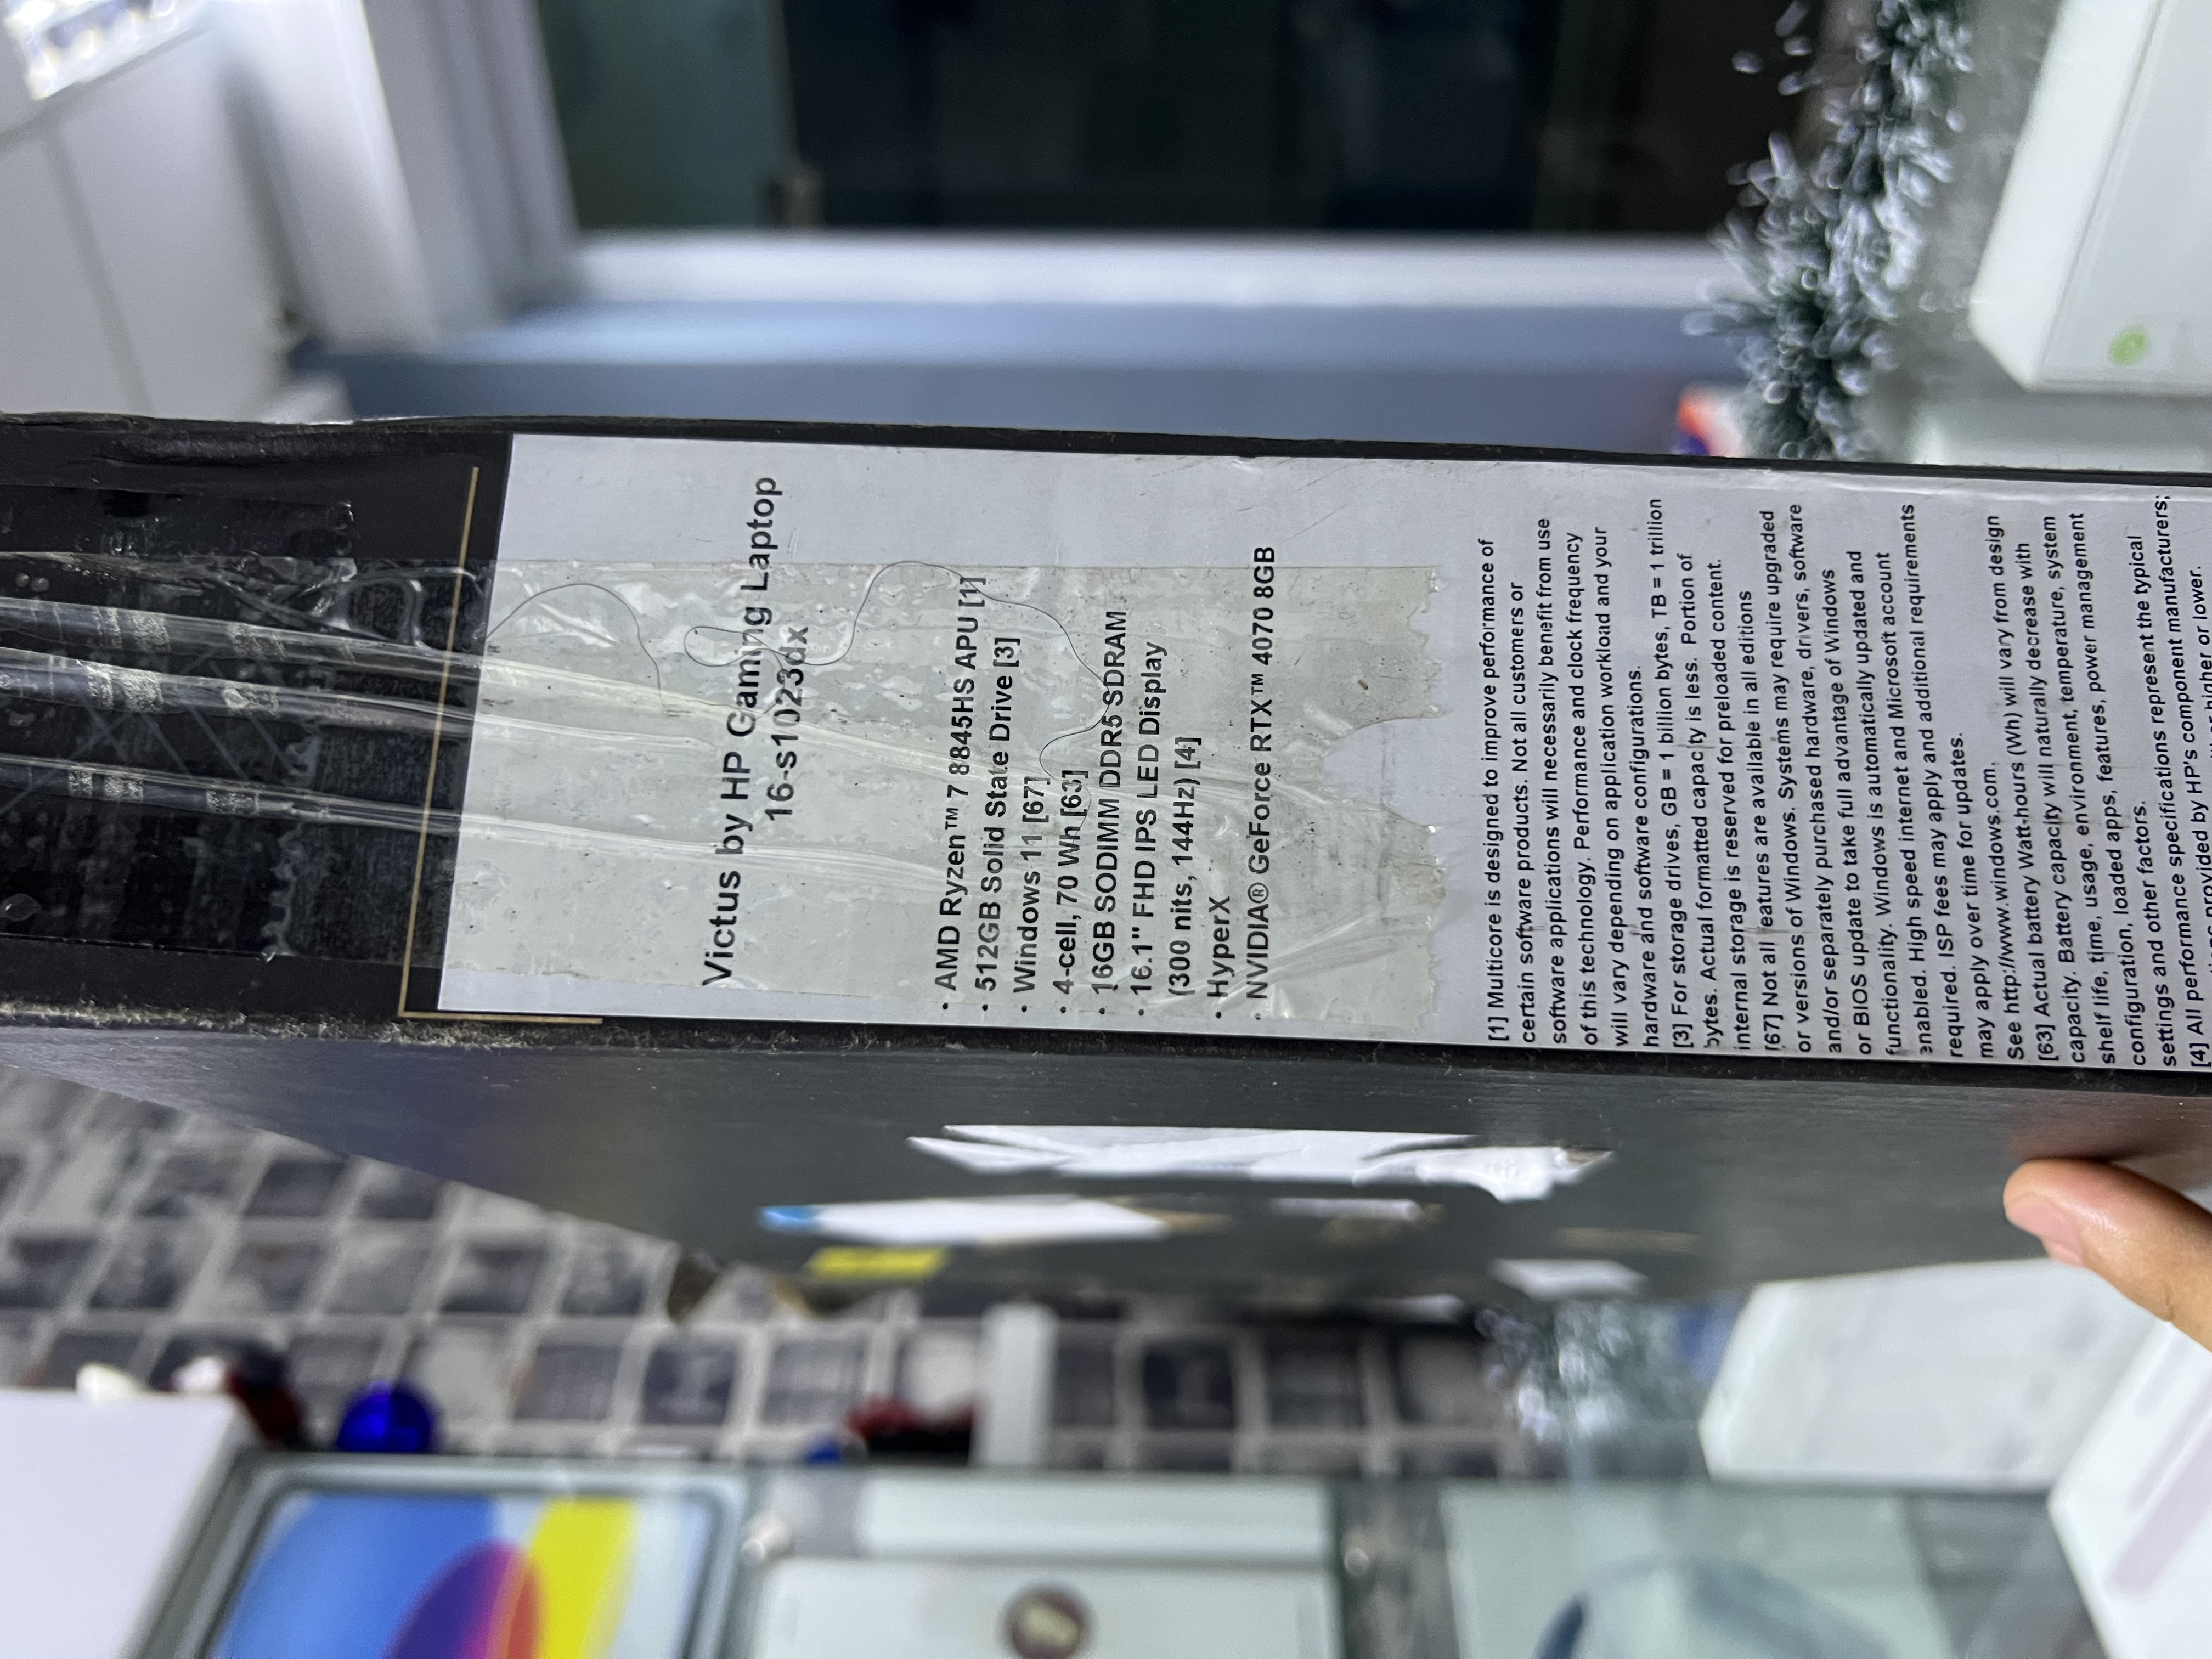 Victus by HP Gaming Laptop
16-s1023dx
• AMD Ryzen™ 7 8845HS APU [1]
• 512GB Solid State Drive [3]
• Windows 11 [67]
• 4-cell, 70 Wh [63]
• 16GB SODIMM DDR5 SDRAM
• 16.1" FHD IPS LED Display
(300 nits, 144Hz) [4]
• HyperX
• NVIDIA® GeForce RTX™ 4070 8GB
[1] Multicore is designed to improve performance of
certain software products. Not all customers or
software applications will necessarily benefit from use
of this technology. Performance and clock frequency
will vary depending on application workload and your
hardware and software configurations.
[3] For storage drives, GB = 1 billion bytes, TB = 1 trillion
bytes. Actual formatted capacity is less. Portion of
internal storage is reserved for preloaded content.
[67] Not all features are available in all editions
or versions of Windows. Systems may require upgraded
and/or separately purchased hardware, drivers, software
or BIOS update to take full advantage of Windows
functionality. Windows is automatically updated and
enabled. High speed internet and Microsoft account
required. ISP fees may apply and additional requirements
may apply over time for updates.
See http://www.windows.com.
[63] Actual battery Watt-hours (Wh) will vary from design
capacity. Battery capacity will naturally decrease with
shelf life, time, usage, environment, temperature, system
configuration, loaded apps, features, power management
settings and other factors.
[4] All performance specifications represent the typical
provided by HP's component manufacturers;
higher or lower.